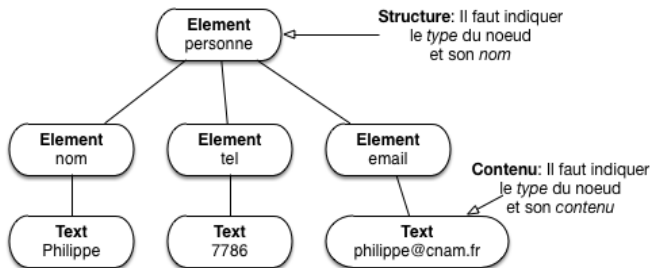 Element
personne
Structure: Il faut indiquer
le type du noeud
et son nom
Element
nom
Element
tel
Element
email
Contenu: Il faut indiquer
le type du noeud
et son contenu
Text
Philippe
Text
7786
Text
philippe@cnam.fr